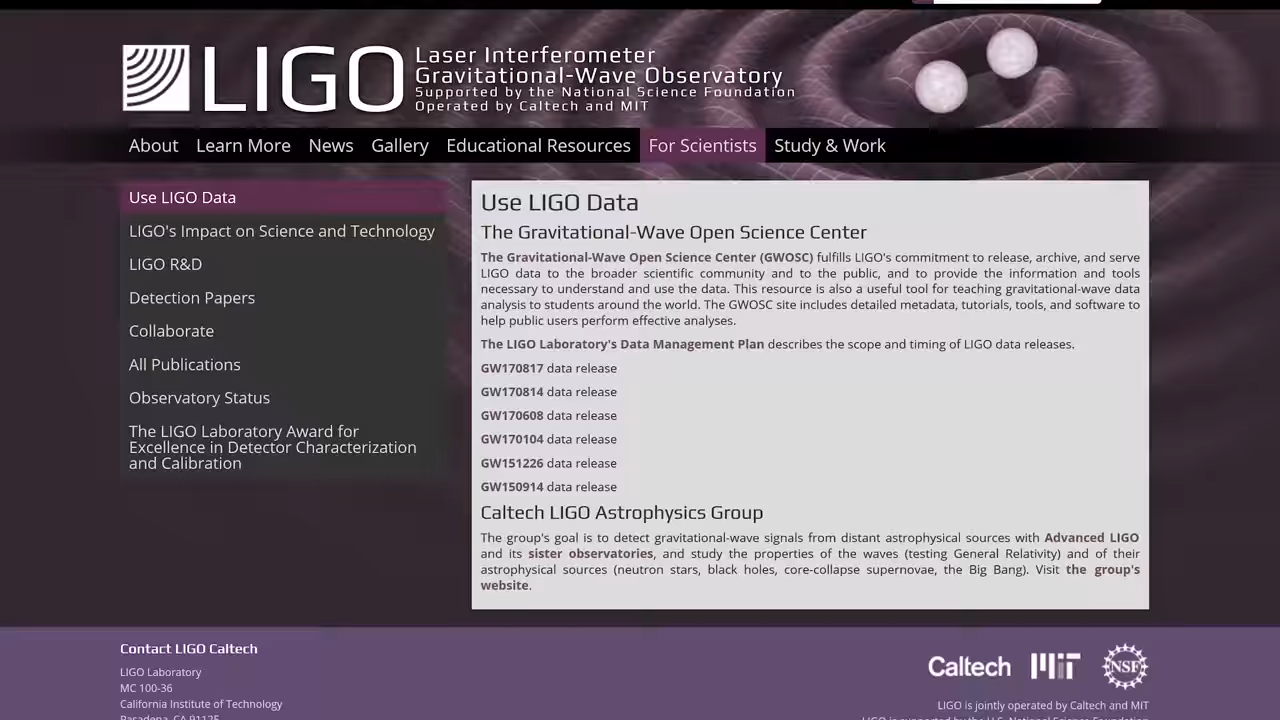 LIGO
Laser Interferometer
Gravitational-Wave Observatory
Supported by the National Science Foundation
Operated by Caltech and MIT
About Learn More News Gallery Educational Resources For Scientists Study & Work
Use LIGO Data
LIGO's Impact on Science and Technology
LIGO R&D
Detection Papers
Collaborate
All Publications
Observatory Status
The LIGO Laboratory Award for
Excellence in Detector Characterization
and Calibration
Use LIGO Data
The Gravitational-Wave Open Science Center
The Gravitational-Wave Open Science Center (GWOSC) fulfills LIGO's commitment to release, archive, and serve
LIGO data to the broader scientific community and to the public, and to provide the information and tools
necessary to understand and use the data. This resource is also a useful tool for teaching gravitational-wave data
analysis to students around the world. The GWOSC site includes detailed metadata, tutorials, tools, and software to
help public users perform effective analyses.
The LIGO Laboratory's Data Management Plan describes the scope and timing of LIGO data releases.
GW170817 data release
GW170814 data release
GW170608 data release
GW170104 data release
GW151226 data release
GW150914 data release
Caltech LIGO Astrophysics Group
The group's goal is to detect gravitational-wave signals from distant astrophysical sources with Advanced LIGO
and its sister observatories, and study the properties of the waves (testing General Relativity) and of their
astrophysical sources (neutron stars, black holes, core-collapse supernovae, the Big Bang). Visit the group's
website.
Contact LIGO Caltech
LIGO Laboratory
MC 100-36
California Institute of Technology
Pasadena, CA 91125
Caltech MIT NSF
LIGO is jointly operated by Caltech and MIT
LIGO is supported by the U.S. National Science Foundation